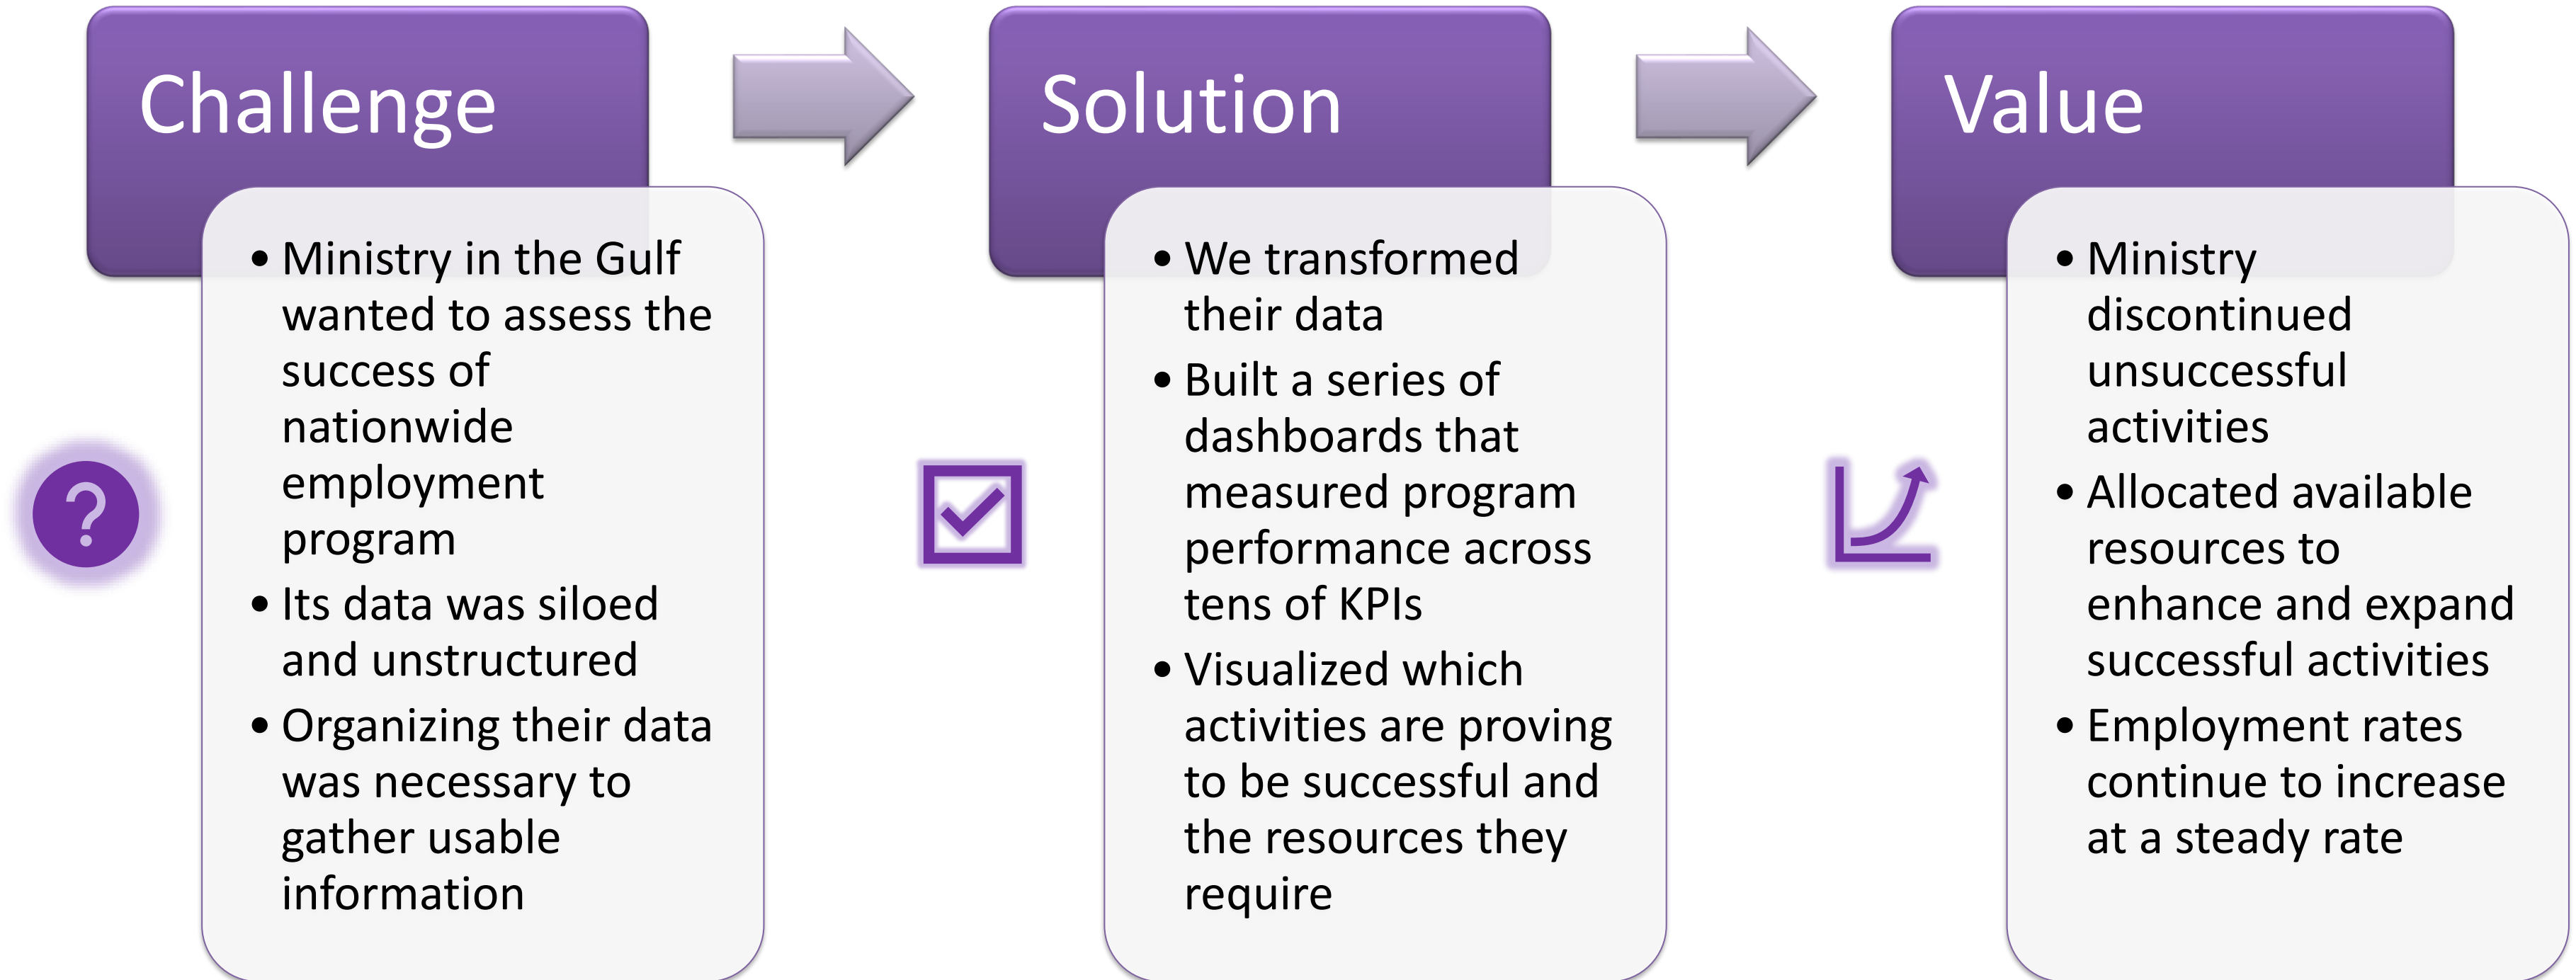 Challenge
• Ministry in the Gulf
wanted to assess the
success of
nationwide
employment
program
• Its data was siloed
and unstructured
• Organizing their data
was necessary to
gather usable
information
Solution
• We transformed
their data
• Built a series of
dashboards that
measured program
performance across
tens of KPIs
• Visualized which
activities are proving
to be successful and
the resources they
require
Value
• Ministry
discontinued
unsuccessful
activities
• Allocated available
resources to
enhance and expand
successful activities
• Employment rates
continue to increase
at a steady rate
?